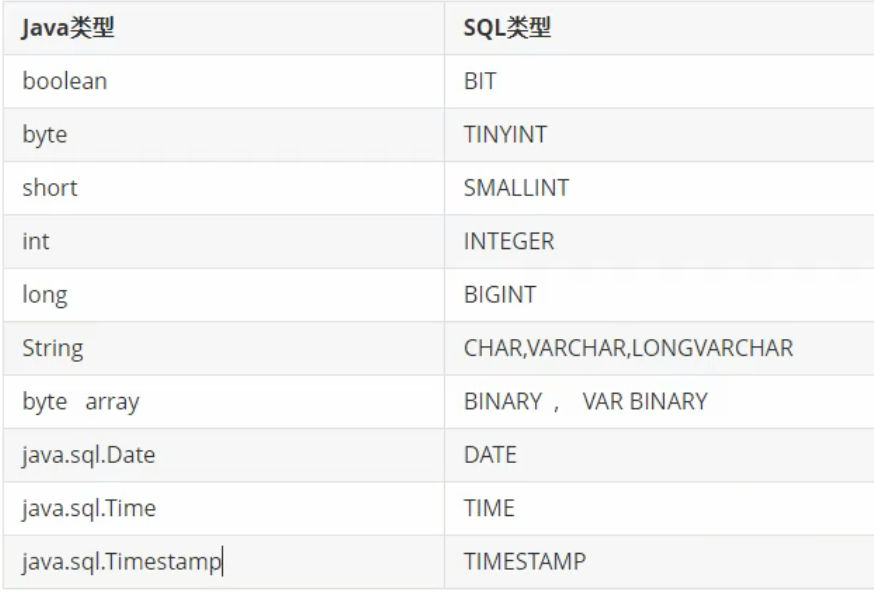 Java类型 SQL类型
boolean BIT
byte TINYINT
short SMALLINT
int INTEGER
long BIGINT
String CHAR,VARCHAR,LONGVARCHAR
byte array BINARY ， VAR BINARY
java.sql.Date DATE
java.sql.Time TIME
java.sql.Timestamp TIMESTAMP